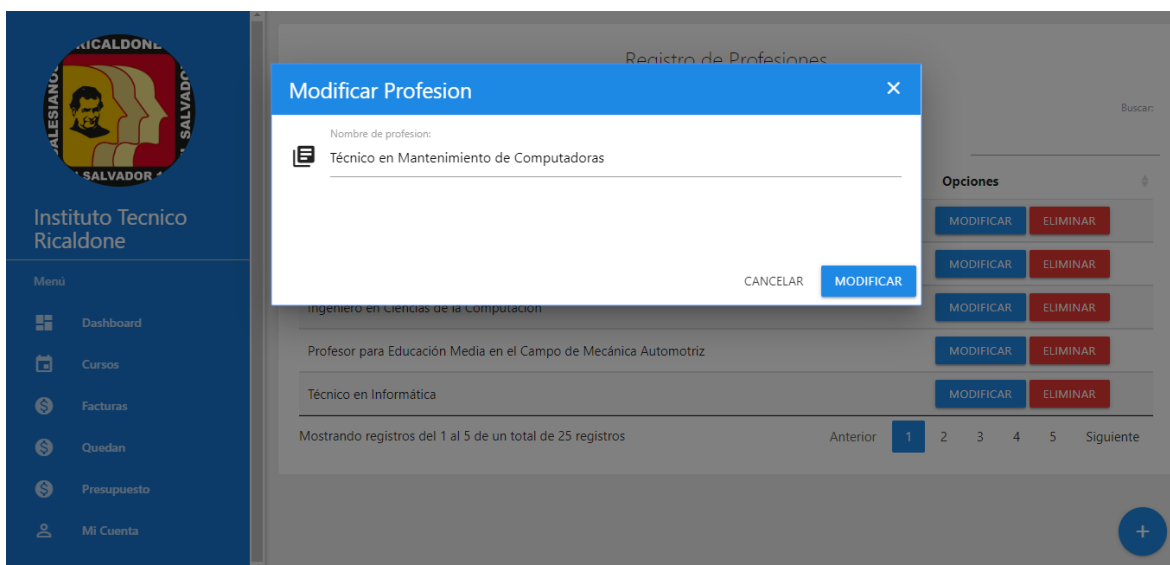 RICALDONE
SALESIANO
SALVADOR
SALVADOR
Instituto Tecnico
Ricaldone
Menú
Dashboard
Cursos
Facturas
Quedan
Presupuesto
Mi Cuenta
Registro de Profesiones
Modificar Profesion
Nombre de profesion:
Técnico en Mantenimiento de Computadoras
CANCELAR MODIFICAR
Buscar:
Opciones
MODIFICAR ELIMINAR
MODIFICAR ELIMINAR
Ingeniero en Ciencias de la Computación MODIFICAR ELIMINAR
Profesor para Educación Media en el Campo de Mecánica Automotriz MODIFICAR ELIMINAR
Técnico en Informática MODIFICAR ELIMINAR
Mostrando registros del 1 al 5 de un total de 25 registros Anterior 1 2 3 4 5 Siguiente